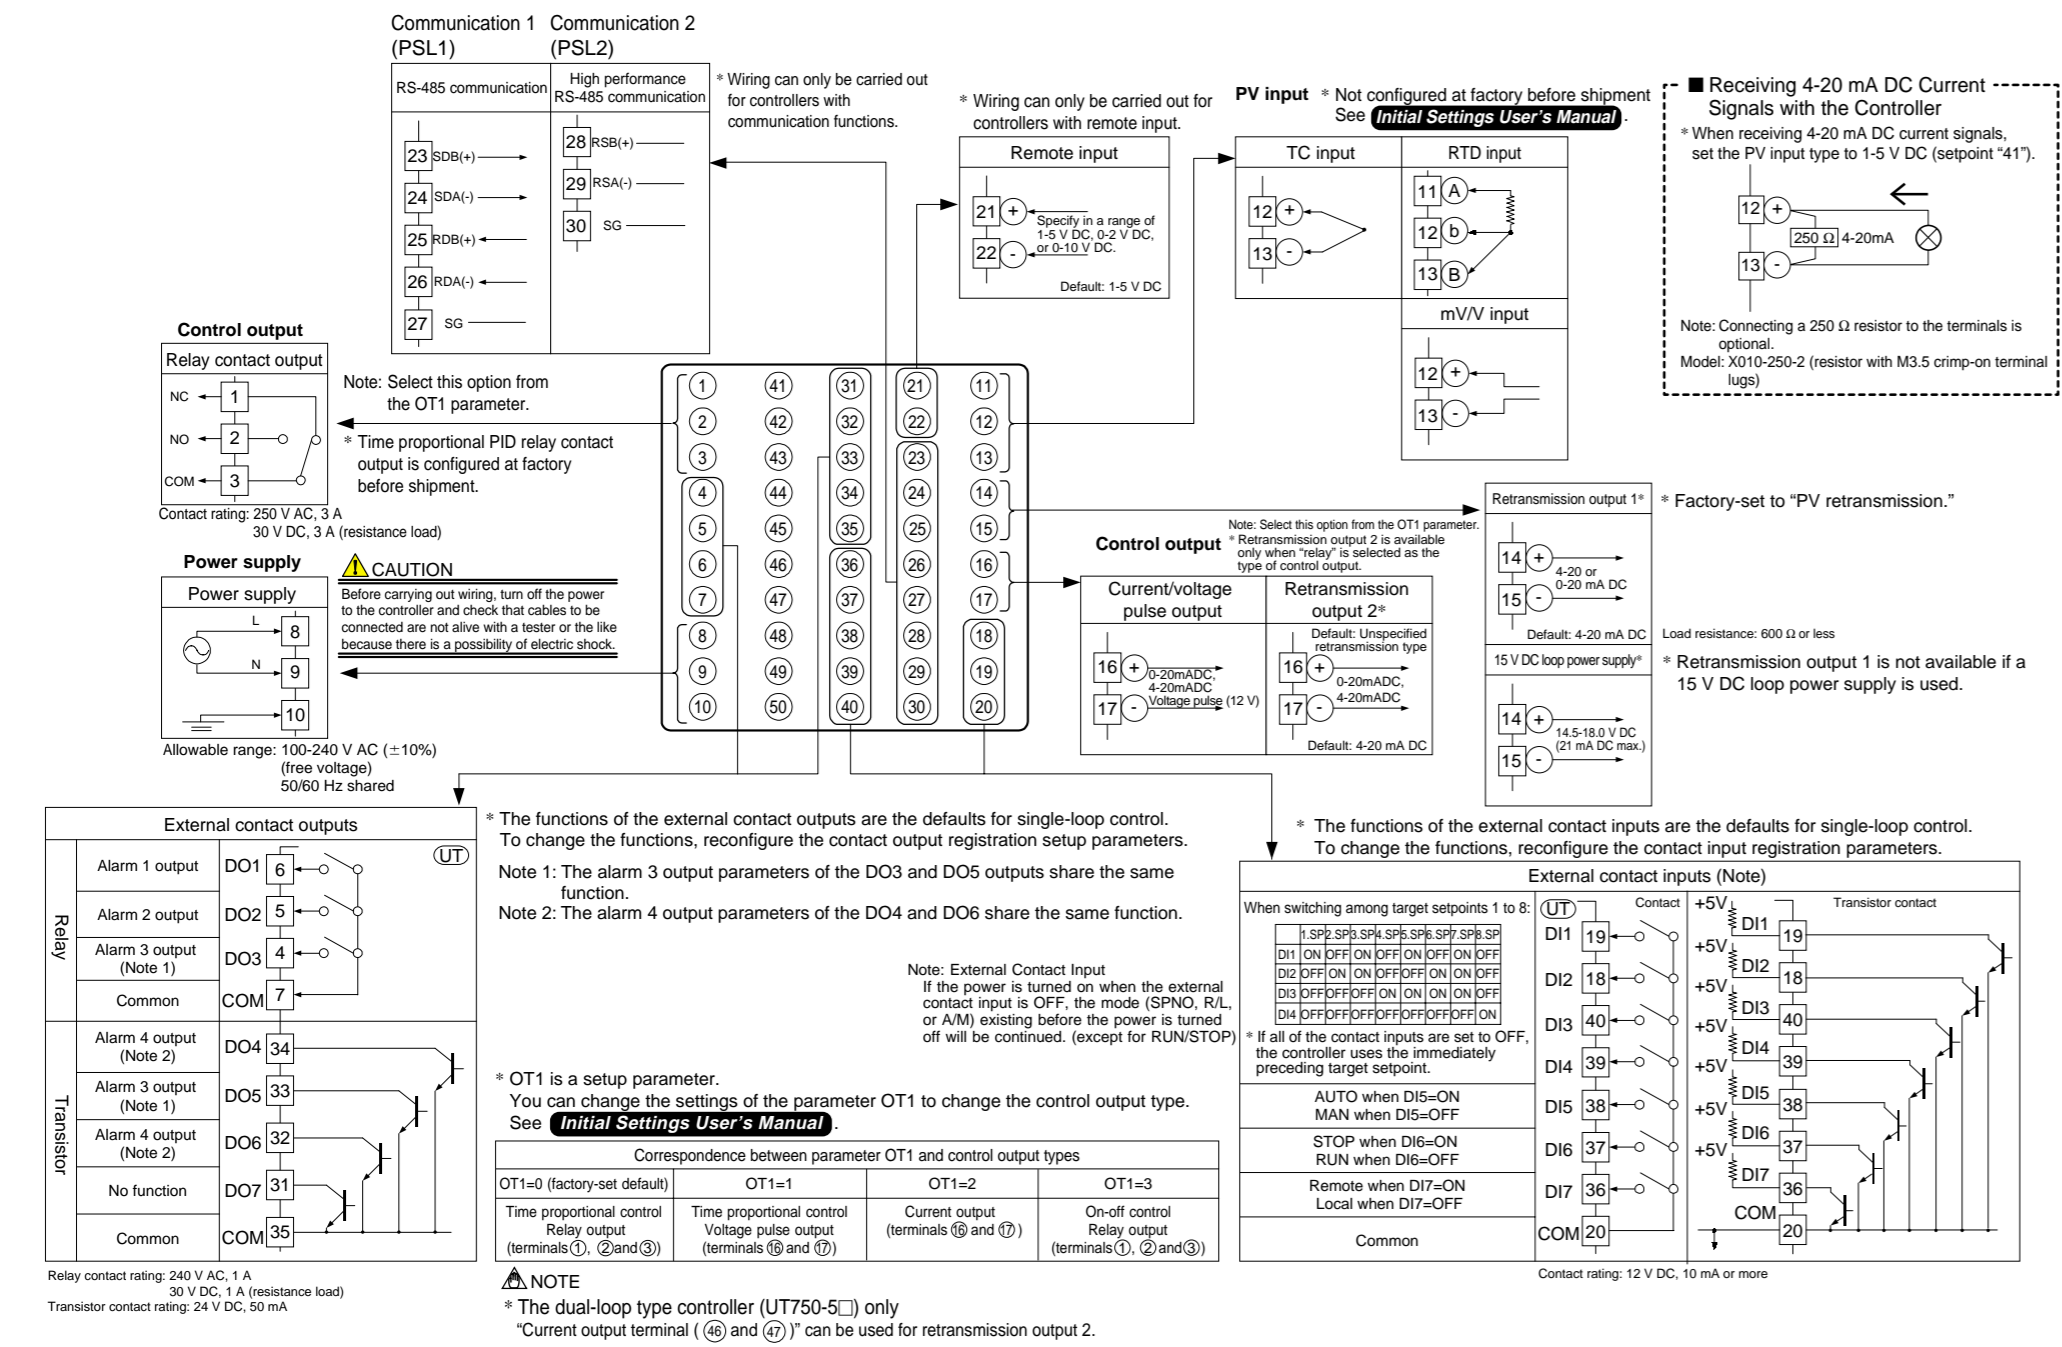 Communication 1
(PSL1)
Communication 2
(PSL2)
RS-485 communication
High performance
RS-485 communication
23 SDB(+)
24 SDA(-)
25 RDB(+)
26 RDA(-)
27 SG
28 RSB(+)
29 RSA(-)
30 SG
* Wiring can only be carried out
for controllers with
communication functions.
* Wiring can only be carried out for
controllers with remote input.
Remote input
21 +
22 -
Specify in a range of
1-5 V DC, 0-2 V DC,
or 0-10 V DC.
Default: 1-5 V DC
PV input * Not configured at factory before shipment
See Initial Settings User's Manual .
TC input
12 +
13 -
RTD input
11 A
12 b
13 B
mV/V input
12 +
13 -
■ Receiving 4-20 mA DC Current
Signals with the Controller
* When receiving 4-20 mA DC current signals,
set the PV input type to 1-5 V DC (setpoint “41”).
12 +
250 Ω 4-20mA
13 -
Note: Connecting a 250 Ω resistor to the terminals is
optional.
Model: X010-250-2 (resistor with M3.5 crimp-on terminal
lugs)
Control output
Relay contact output
NC 1
NO 2
COM 3
Contact rating: 250 V AC, 3 A
30 V DC, 3 A (resistance load)
Note: Select this option from
the OT1 parameter.
* Time proportional PID relay contact
output is configured at factory
before shipment.
Power supply
Power supply
L 8
N 9
10
Allowable range: 100-240 V AC (±10%)
(free voltage)
50/60 Hz shared
CAUTION
Before carrying out wiring, turn off the power
to the controller and check that cables to be
connected are not alive with a tester or the like
because there is a possibility of electric shock.
1 41 31 21 11
2 42 32 22 12
3 43 33 23 13
4 44 34 24 14
5 45 35 25 15
6 46 36 26 16
7 47 37 27 17
8 48 38 28 18
9 49 39 29 19
10 50 40 30 20
Control output
Note: Select this option from the OT1 parameter.
* Retransmission output 2 is available
only when “relay” is selected as the
type of control output.
Current/voltage
pulse output
16 +
17 -
0-20mADC,
4-20mADC
Voltage pulse (12 V)
Retransmission
output 2*
Default: Unspecified
retransmission type
16 +
17 -
0-20mADC,
4-20mADC
Default: 4-20 mA DC
Retransmission output 1*
14 +
15 -
4-20 or
0-20 mA DC
Default: 4-20 mA DC
* Factory-set to “PV retransmission.”
Load resistance: 600 Ω or less
15 V DC loop power supply*
14 +
15 -
14.5-18.0 V DC
(21 mA DC max.)
* Retransmission output 1 is not available if a
15 V DC loop power supply is used.
External contact outputs
UT
Relay
Alarm 1 output DO1 6
Alarm 2 output DO2 5
Alarm 3 output
(Note 1) DO3 4
Common COM 7
Transistor
Alarm 4 output
(Note 2) DO4 34
Alarm 3 output
(Note 1) DO5 33
Alarm 4 output
(Note 2) DO6 32
No function DO7 31
Common COM 35
Relay contact rating: 240 V AC, 1 A
30 V DC, 1 A (resistance load)
Transistor contact rating: 24 V DC, 50 mA
* The functions of the external contact outputs are the defaults for single-loop control.
To change the functions, reconfigure the contact output registration setup parameters.
Note 1: The alarm 3 output parameters of the DO3 and DO5 outputs share the same
function.
Note 2: The alarm 4 output parameters of the DO4 and DO6 share the same function.
Note: External Contact Input
If the power is turned on when the external
contact input is OFF, the mode (SPNO, R/L,
or A/M) existing before the power is turned
off will be continued. (except for RUN/STOP)
* OT1 is a setup parameter.
You can change the settings of the parameter OT1 to change the control output type.
See Initial Settings User's Manual .
Correspondence between parameter OT1 and control output types
OT1=0 (factory-set default) OT1=1 OT1=2 OT1=3
Time proportional control
Relay output
(terminals①, ②and③)
Time proportional control
Voltage pulse output
(terminals ⑯ and ⑰)
Current output
(terminals ⑯ and ⑰)
On-off control
Relay output
(terminals①, ②and③)
NOTE
* The dual-loop type controller (UT750-5□) only
“Current output terminal ( ㊻ and ㊼ )” can be used for retransmission output 2.
* The functions of the external contact inputs are the defaults for single-loop control.
To change the functions, reconfigure the contact input registration parameters.
External contact inputs (Note)
When switching among target setpoints 1 to 8:
1.SP 2.SP 3.SP 4.SP 5.SP 6.SP 7.SP 8.SP
DI1 ON OFF ON OFF ON OFF ON OFF
DI2 OFF ON ON OFF OFF ON ON OFF
DI3 OFF OFF OFF ON ON ON ON OFF
DI4 OFF OFF OFF OFF OFF OFF OFF ON
* If all of the contact inputs are set to OFF,
the controller uses the immediately
preceding target setpoint.
AUTO when DI5=ON
MAN when DI5=OFF
STOP when DI6=ON
RUN when DI6=OFF
Remote when DI7=ON
Local when DI7=OFF
Common
UT Contact
DI1 19
DI2 18
DI3 40
DI4 39
DI5 38
DI6 37
DI7 36
COM 20
Transistor contact
+5V DI1 19
+5V DI2 18
+5V DI3 40
+5V DI4 39
+5V DI5 38
+5V DI6 37
+5V DI7 36
COM 20
Contact rating: 12 V DC, 10 mA or more